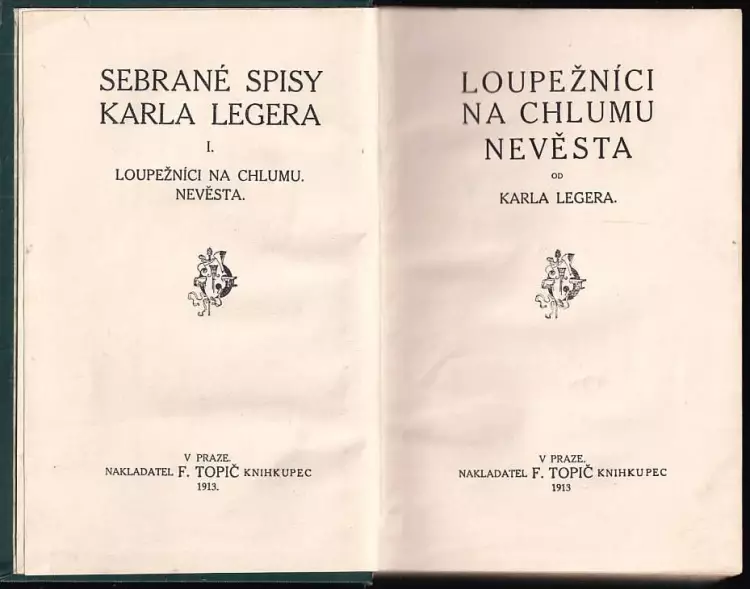 SEBRANÉ SPISY
KARLA LEGERA
I.
LOUPEŽNÍCI NA CHLUMU.
NEVĚSTA.
V PRAZE.
NAKLADATEL F. TOPIČ KNIHKUPEC
1913.
LOUPEŽNÍCI
NA CHLUMU
NEVĚSTA
OD
KARLA LEGERA.
V PRAZE.
NAKLADATEL F. TOPIČ KNIHKUPEC
1913